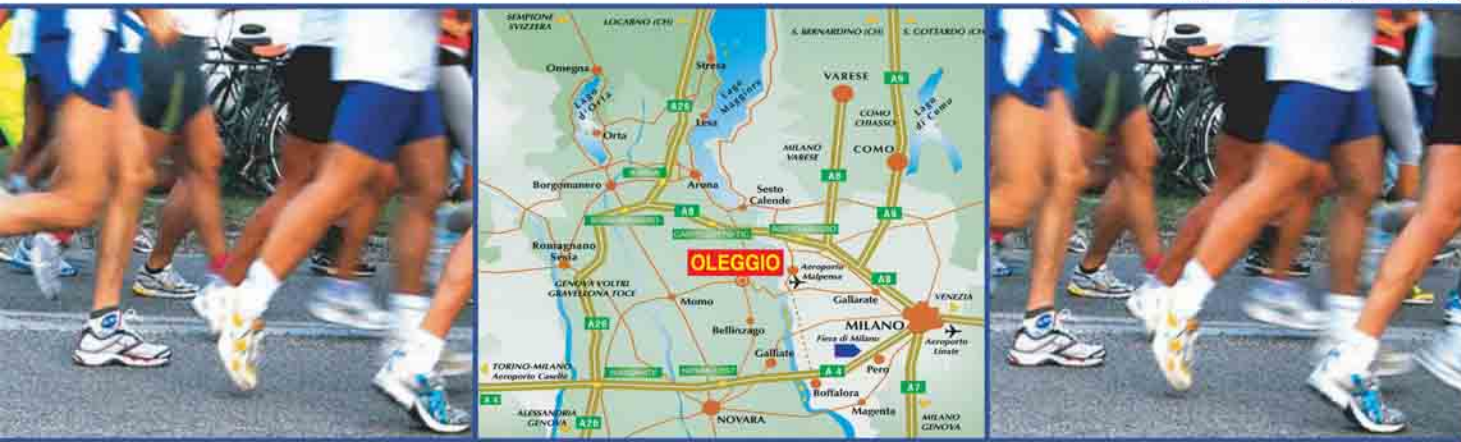 SEMPIONE
SVIZZERA
LOCARNO (CH)
S. BERNARDINO (CH)
S. GOTTARDO (CH)
Omegna
Stresa
VARESE
A9
Lago
d'Orta
Lago
Maggiore
Lago
di Como
A26
Lesa
COMO
CHIASSO
Orta
MILANO
VARESE
COMO
A8
Borgomanero
Arona
Sesto
Calende
A8
A9
Romagnano
Sesia
OLEGGIO
Aeroporto
Malpensa
A8
GENOVA VOLTRI
GRAVELLONA TOCE
Momo
Gallarate
VENEZIA
A26
Bellinzago
MILANO
Fiera di Milano
Aeroporto
Linate
Galliate
TORINO-MILANO
Aeroporto Caselle
A 4
Pero
A 4
Boffalora
A7
ALESSANDRIA
GENOVA
A26
NOVARA
Magenta
MILANO
GENOVA